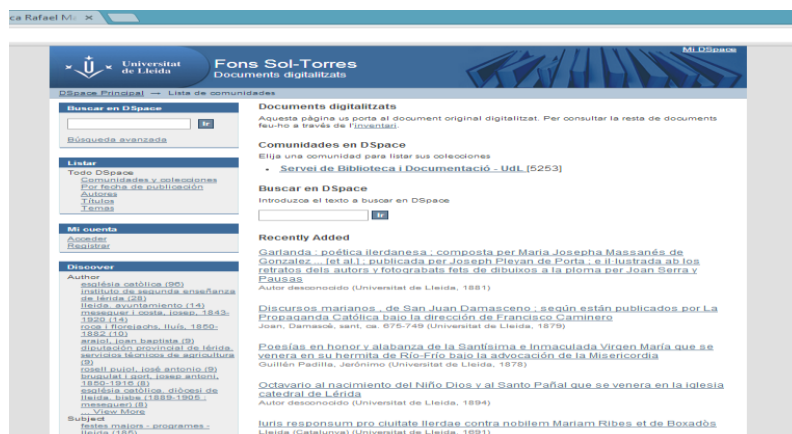 ca Rafael Ma
Universitat
de Lleida
Fons Sol-Torres
Documents digitalitzats
Mi DSpace
DSpace Principal → Lista de comunidades
Buscar en DSpace
Ir
Búsqueda avanzada
Listar
Todo DSpace
Comunidades y colecciones
Por fecha de publicación
Autores
Títulos
Temas
Mi cuenta
Acceder
Registrar
Discover
Author
església catòlica (96)
instituto de segunda enseñanza
de lérida (28)
lleida, ayuntamiento (14)
meseguer i costa, josep, 1843-
1920 (14)
roca i florejachs, lluís, 1830-
1882 (10)
arajol, joan baptista (9)
diputación provincial de lérida,
servicios técnicos de agricultura
(9)
rosell pujol, josé antonio (9)
brugulat i gort, josep antoni,
1850-1916 (8)
església catòlica, diòcesi de
lleida, bisbe (1889-1905 :
meseguer) (8)
... View More
Subject
festes majors - programes -
lleida (185)
Documents digitalitzats
Aquesta pàgina us porta al document original digitalitzat. Per consultar la resta de documents
feu-ho a través de l'inventari.
Comunidades en DSpace
Elija una comunidad para listar sus colecciones
Servei de Biblioteca i Documentació - UdL [5253]
Buscar en DSpace
Introduzca el texto a buscar en DSpace
Ir
Recently Added
Garlanda : poética ilerdanesa ; composta per Maria Josepha Massanés de
Gonzalez ... [et al.] ; publicada per Joseph Pleyan de Porta ; e il·lustrada ab los
retratos dels autors y fotograbats fets de dibuixos a la ploma per Joan Serra y
Pausas
Autor desconocido (Universitat de Lleida, 1881)
Discursos marianos , de San Juan Damasceno ; según están publicados por La
Propaganda Católica bajo la dirección de Francisco Caminero
Joan, Damascè, sant, ca. 675-749 (Universitat de Lleida, 1879)
Poesías en honor y alabanza de la Santísima e Inmaculada Virgen María que se
venera en su hermita de Río-Frío bajo la advocación de la Misericordia
Guillén Padilla, Jerónimo (Universitat de Lleida, 1878)
Octavario al nacimiento del Niño Dios y al Santo Pañal que se venera en la iglesia
catedral de Lérida
Autor desconocido (Universitat de Lleida, 1894)
Iuris responsum pro ciuitate Ilerdae contra nobilem Mariam Ribes et de Boxadòs
Lleida (Catalunya) (Universitat de Lleida, 1691)